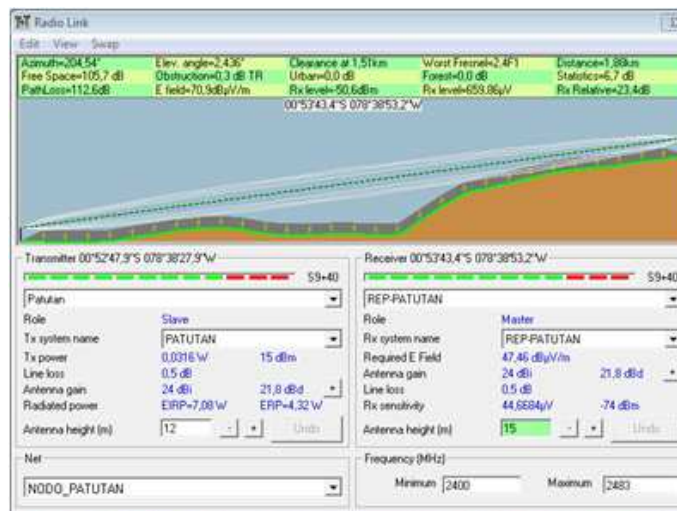 Radio Link
Edit View Swap
Azimuth=204,54° Elev. angle=2,436° Clearance at 1,51km Worst Fresnel=2,4F1 Distance=1,88km
Free Space=105,7 dB Obstruction=0,3 dB TR Urban=0,0 dB Forest=0,0 dB Statistics=6,7 dB
PathLoss=112,6dB E field=70,9dBµV/m Rx level=-50,6dBm Rx level=659,86µV Rx Relative=23,4dB
00°53'43,4"S 078°38'53,2"W
Transmitter 00°52'47,9"S 078°38'27,9"W
S9+40
Patutan
Role Slave
Tx system name PATUTAN
Tx power 0,0316 W 15 dBm
Line loss 0,5 dB
Antenna gain 24 dBi 21,8 dBd +
Radiated power EIRP=7,08 W ERP=4,32 W
Antenna height (m) 12 - + Undo
Net
NODO_PATUTAN
Receiver 00°53'43,4"S 078°38'53,2"W
S9+40
REP-PATUTAN
Role Master
Rx system name REP-PATUTAN
Required E Field 47,46 dBµV/m
Antenna gain 24 dBi 21,8 dBd +
Line loss 0,5 dB
Rx sensitivity 44,6684µV -74 dBm
Antenna height (m) 15 - + Undo
Frequency (MHz)
Minimum 2400 Maximum 2483